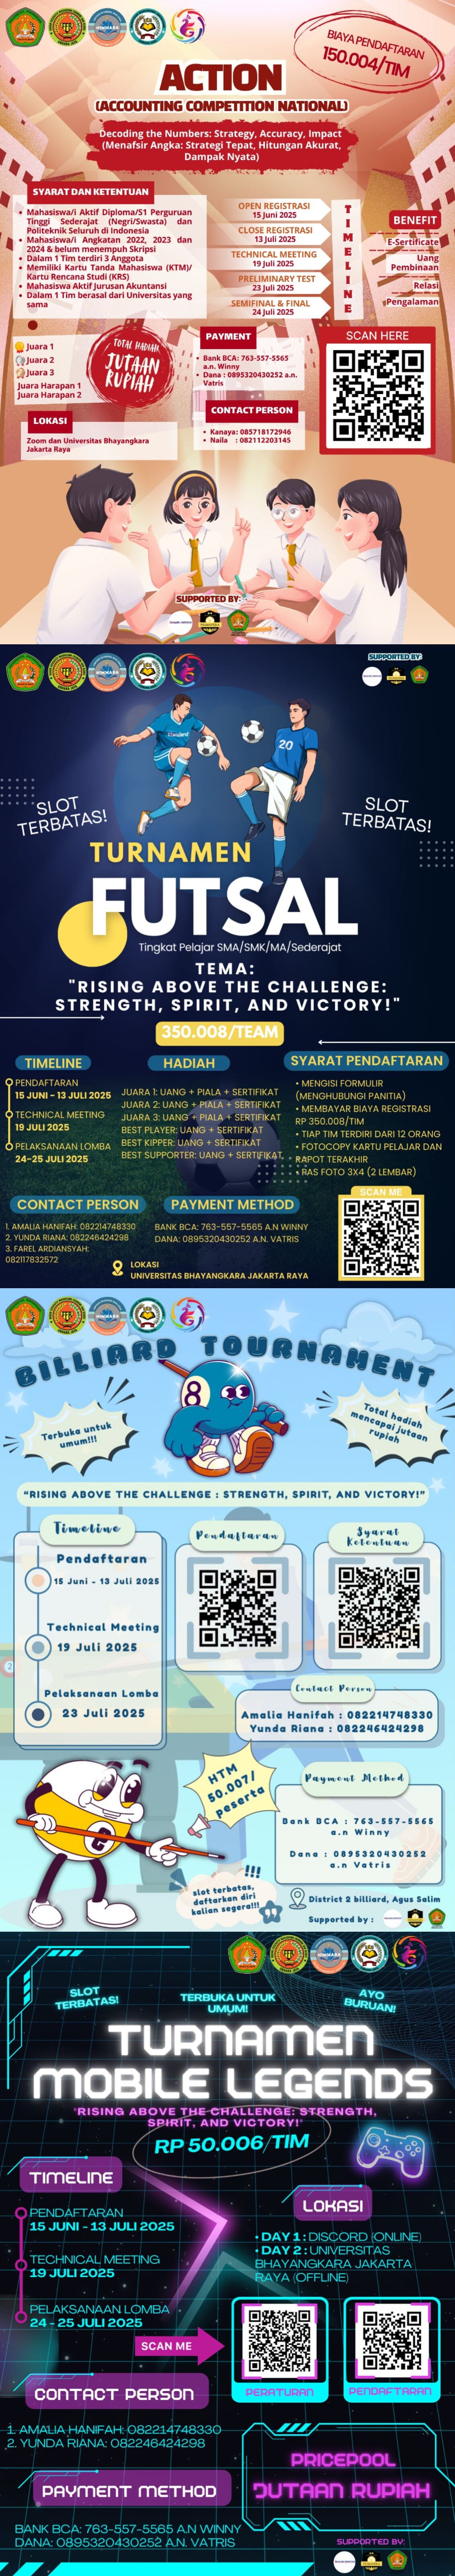 BIAYA PENDAFTARAN
150.004/TIM
ACTION
(ACCOUNTING COMPETITION NATIONAL)
Decoding the Numbers: Strategy, Accuracy, Impact
(Menafsir Angka: Strategi Tepat, Hitungan Akurat,
Dampak Nyata)
SYARAT DAN KETENTUAN
• Mahasiswa/i Aktif Diploma/S1 Perguruan
Tinggi Sederajat (Negri/Swasta) dan
Politeknik Seluruh di Indonesia
• Mahasiswa/i Angkatan 2022, 2023 dan
2024 & belum menempuh Skripsi
• Dalam 1 Tim terdiri 3 Anggota
• Memiliki Kartu Tanda Mahasiswa (KTM)/
Kartu Rencana Studi (KRS)
• Mahasiswa Aktif Jurusan Akuntansi
• Dalam 1 Tim berasal dari Universitas yang
sama
OPEN REGISTRASI
15 Juni 2025
CLOSE REGISTRASI
13 Juli 2025
TECHNICAL MEETING
19 Juli 2025
PRELIMINARY TEST
23 Juli 2025
SEMIFINAL & FINAL
24 Juli 2025
TIMELINE
BENEFIT
E-Sertificate
Uang
Pembinaan
Relasi
Pengalaman
Juara 1
Juara 2
Juara 3
Juara Harapan 1
Juara Harapan 2
TOTAL HADIAH
JUTAAN
RUPIAH
PAYMENT
• Bank BCA: 763-557-5565
a.n. Winny
• Dana : 0895320430252 a.n.
Vatris
SCAN HERE
LOKASI
Zoom dan Universitas Bhayangkara
Jakarta Raya
CONTACT PERSON
• Kanaya: 085718172946
• Naila : 082112203145
SUPPORTED BY:
SUPPORTED BY:
20
SLOT
TERBATAS!
SLOT
TERBATAS!
TURNAMEN
FUTSAL
Tingkat Pelajar SMA/SMK/MA/Sederajat
TEMA:
"RISING ABOVE THE CHALLENGE:
STRENGTH, SPIRIT, AND VICTORY!"
350.008/TEAM
TIMELINE
PENDAFTARAN
15 JUNI - 13 JULI 2025
TECHNICAL MEETING
19 JULI 2025
PELAKSANAAN LOMBA
24-25 JULI 2025
HADIAH
JUARA 1: UANG + PIALA + SERTIFIKAT
JUARA 2: UANG + PIALA + SERTIFIKAT
JUARA 3: UANG + PIALA + SERTIFIKAT
BEST PLAYER: UANG + SERTIFIKAT
BEST KIPPER: UANG + SERTIFIKAT
BEST SUPPORTER: UANG + SERTIFIKAT
SYARAT PENDAFTARAN
• MENGISI FORMULIR
(MENGHUBUNGI PANITIA)
• MEMBAYAR BIAYA REGISTRASI
RP 350.008/TIM
• TIAP TIM TERDIRI DARI 12 ORANG
• FOTOCOPY KARTU PELAJAR DAN
RAPOT TERAKHIR
• PAS FOTO 3X4 (2 LEMBAR)
SCAN ME
CONTACT PERSON
1. AMALIA HANIFAH: 082214748330
2. YUNDA RIANA: 082246424298
3. FAREL ARDIANSYAH:
082117832572
PAYMENT METHOD
BANK BCA: 763-557-5565 A.N WINNY
DANA: 0895320430252 A.N. VATRIS
LOKASI
UNIVERSITAS BHAYANGKARA JAKARTA RAYA
BILLIARD TOURNAMENT
8
Terbuka untuk
umum!!!
Total hadiah
mencapai jutaan
rupiah
"RISING ABOVE THE CHALLENGE : STRENGTH, SPIRIT, AND VICTORY!"
Timeline
Pendaftaran
15 Juni - 13 Juli 2025
Technical Meeting
19 Juli 2025
Pelaksanaan Lomba
23 Juli 2025
Pendaftaran
Syarat
Ketentuan
Contact Person
Amalia Hanifah : 082214748330
Yunda Riana : 082246424298
HTM
50.007/
peserta
Payment Method
Bank BCA : 763-557-5565
a.n Winny
Dana : 0895320430252
a.n Vatris
slot terbatas,
daftarkan diri
kalian segera!!!
!!!
District 2 billiard, Agus Salim
Supported by :
SLOT
TERBATAS!
TERBUKA UNTUK
UMUM!
AYO
BURUAN!
TURNAMEN
MOBILE LEGENDS
"RISING ABOVE THE CHALLENGE: STRENGTH,
SPIRIT, AND VICTORY!"
RP 50.006/TIM
TIMELINE
PENDAFTARAN
15 JUNI - 13 JULI 2025
TECHNICAL MEETING
19 JULI 2025
PELAKSANAAN LOMBA
24 - 25 JULI 2025
LOKASI
• DAY 1 : DISCORD (ONLINE)
• DAY 2 : UNIVERSITAS
BHAYANGKARA JAKARTA
RAYA (OFFLINE)
SCAN ME
PERATURAN
PENDAFTARAN
CONTACT PERSON
1. AMALIA HANIFAH: 082214748330
2. YUNDA RIANA: 082246424298
PRICEPOOL
JUTAAN RUPIAH
PAYMENT METHOD
BANK BCA: 763-557-5565 A.N WINNY
DANA: 0895320430252 A.N. VATRIS
SUPPORTED BY: